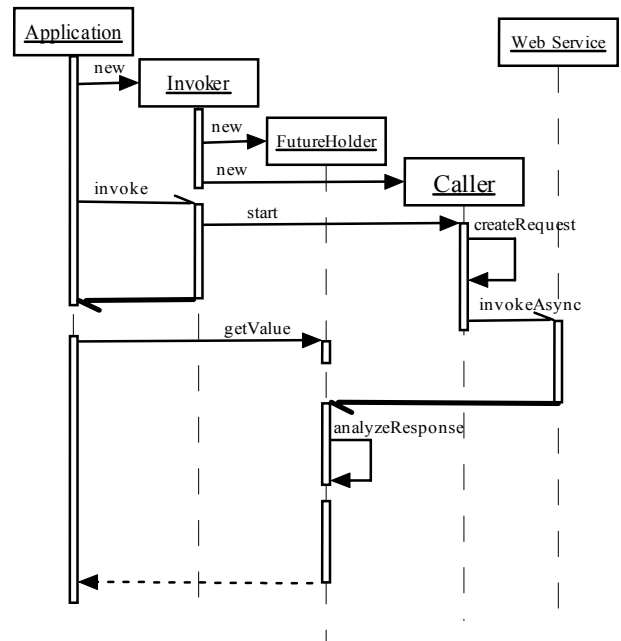 Application
Web Service
new
Invoker
new
FutureHolder
new
Caller
invoke
start
createRequest
invokeAsync
getValue
analyzeResponse